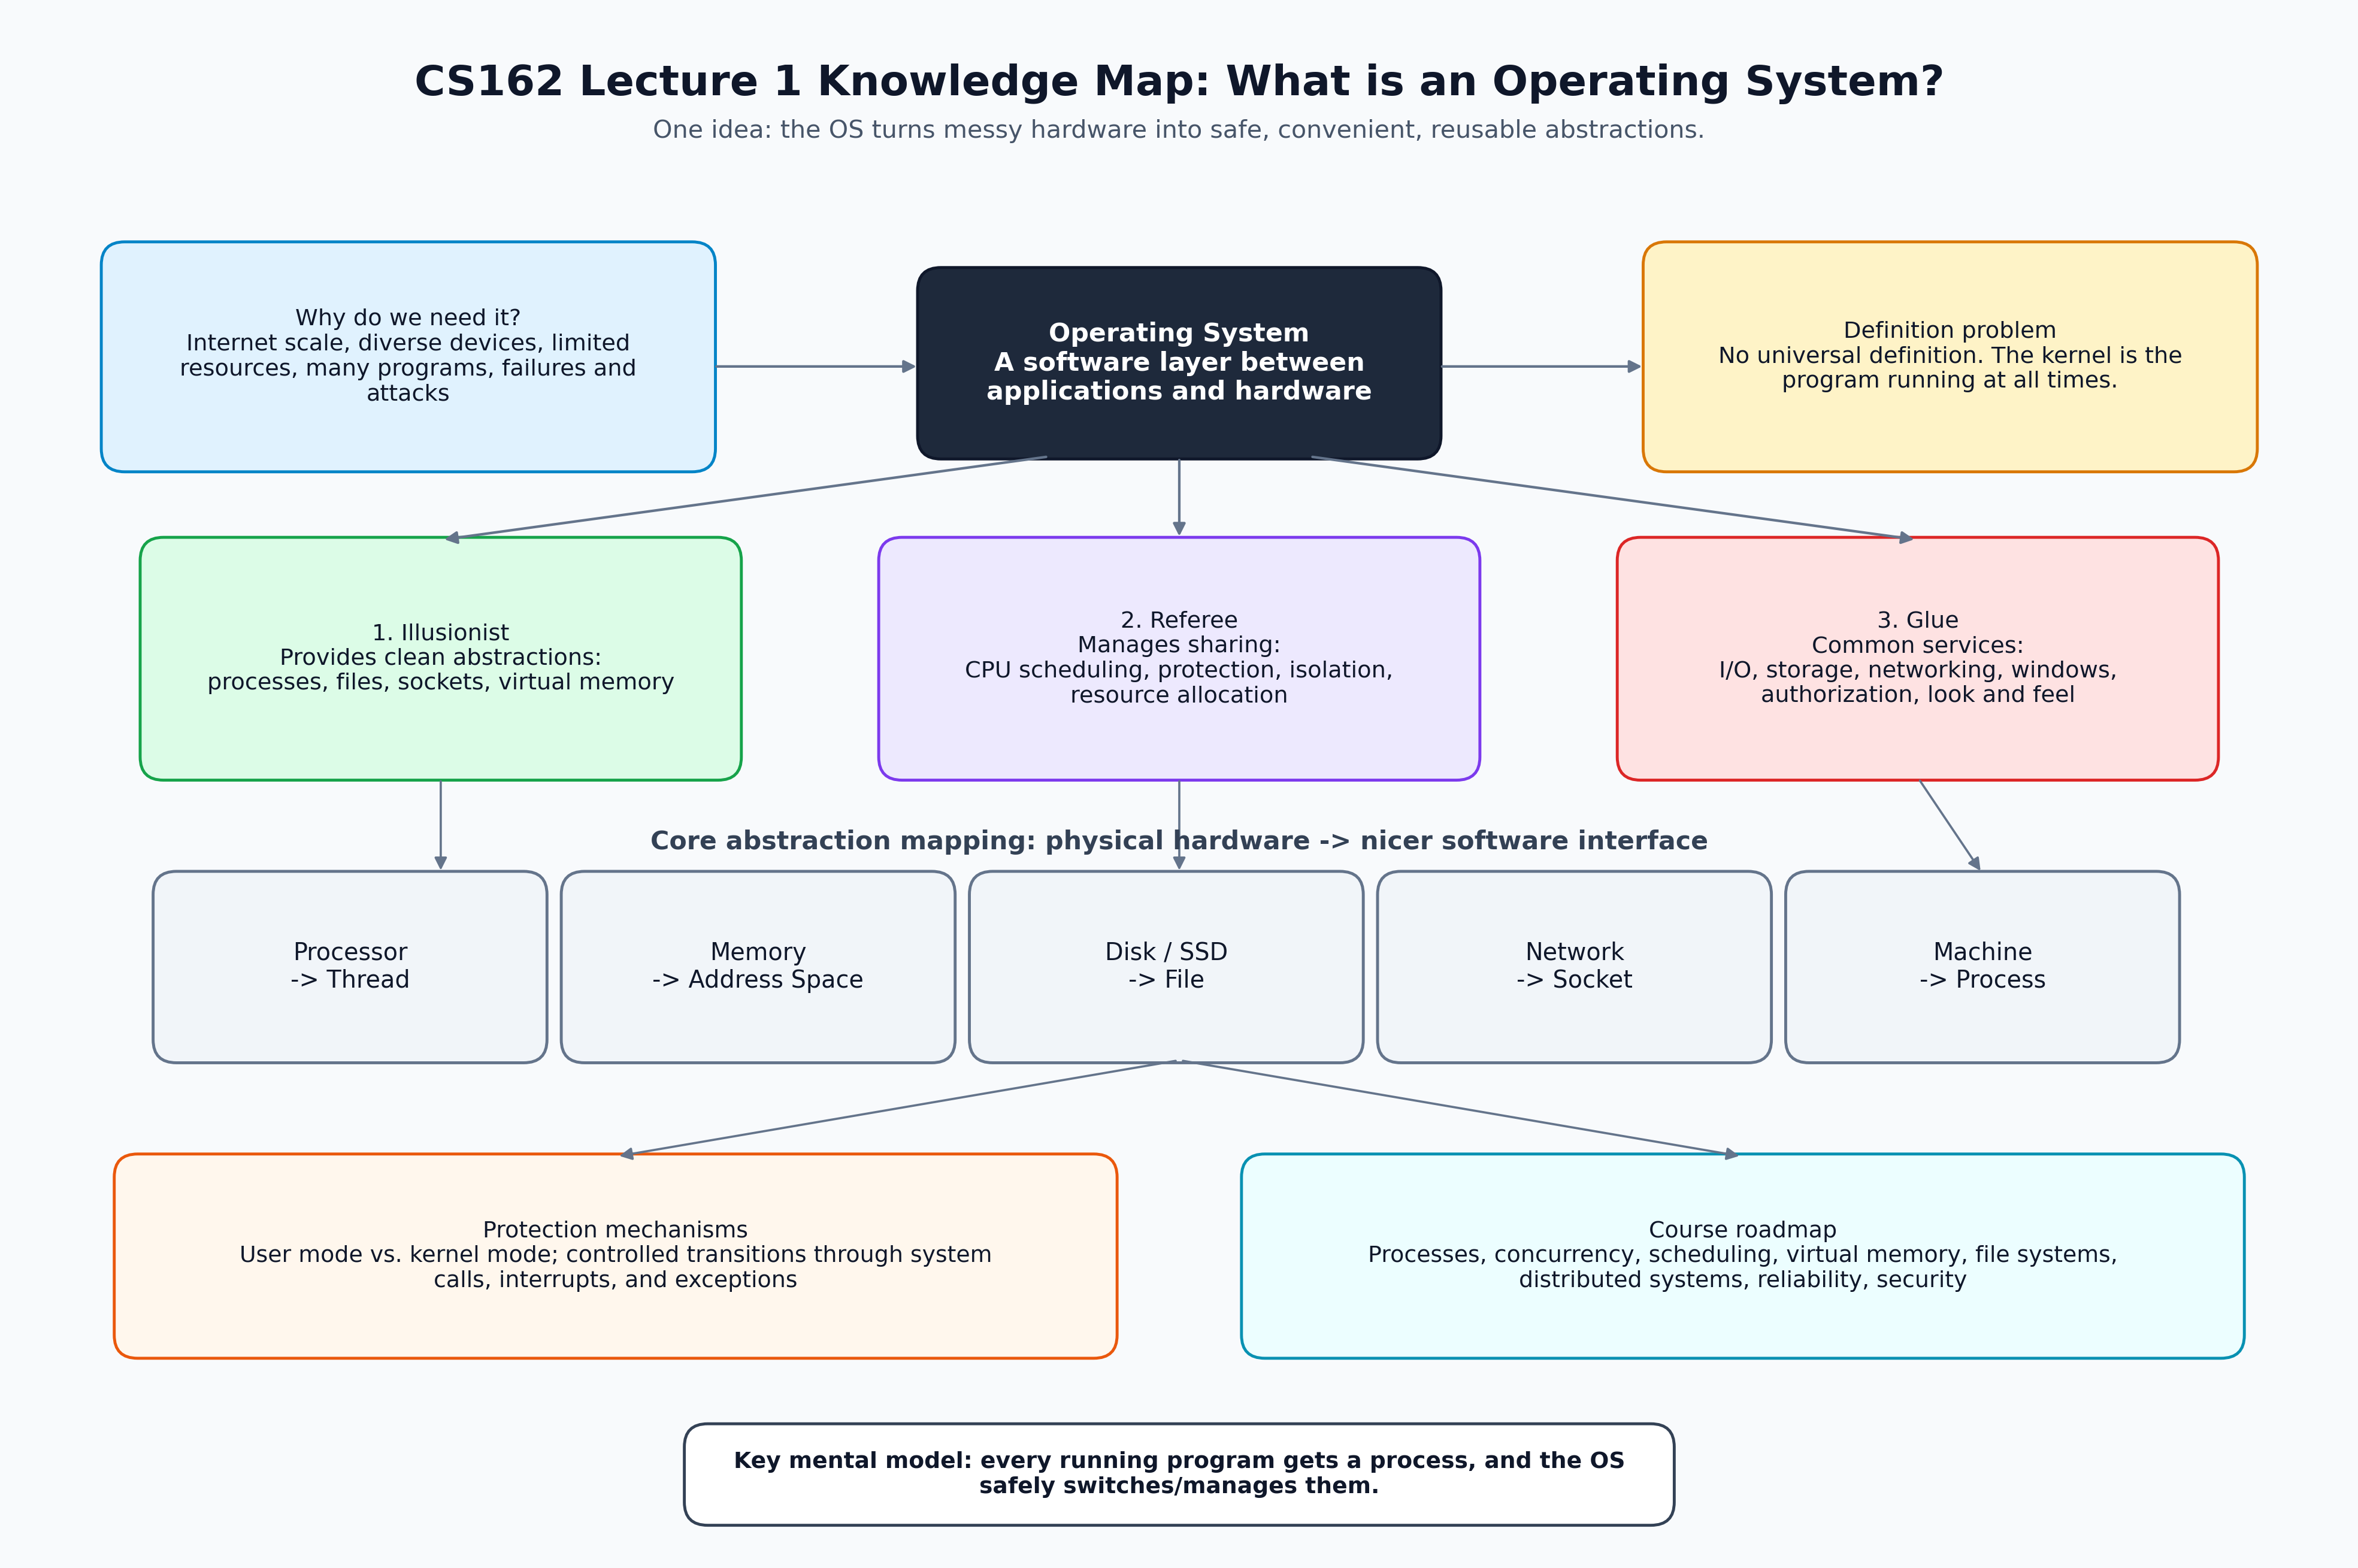 CS162 Lecture 1 Knowledge Map: What is an Operating System?
One idea: the OS turns messy hardware into safe, convenient, reusable abstractions.
Why do we need it?
Internet scale, diverse devices, limited
resources, many programs, failures and
attacks
Operating System
A software layer between
applications and hardware
Definition problem
No universal definition. The kernel is the
program running at all times.
1. Illusionist
Provides clean abstractions:
processes, files, sockets, virtual memory
2. Referee
Manages sharing:
CPU scheduling, protection, isolation,
resource allocation
3. Glue
Common services:
I/O, storage, networking, windows,
authorization, look and feel
Core abstraction mapping: physical hardware -> nicer software interface
Processor
-> Thread
Memory
-> Address Space
Disk / SSD
-> File
Network
-> Socket
Machine
-> Process
Protection mechanisms
User mode vs. kernel mode; controlled transitions through system
calls, interrupts, and exceptions
Course roadmap
Processes, concurrency, scheduling, virtual memory, file systems,
distributed systems, reliability, security
Key mental model: every running program gets a process, and the OS
safely switches/manages them.